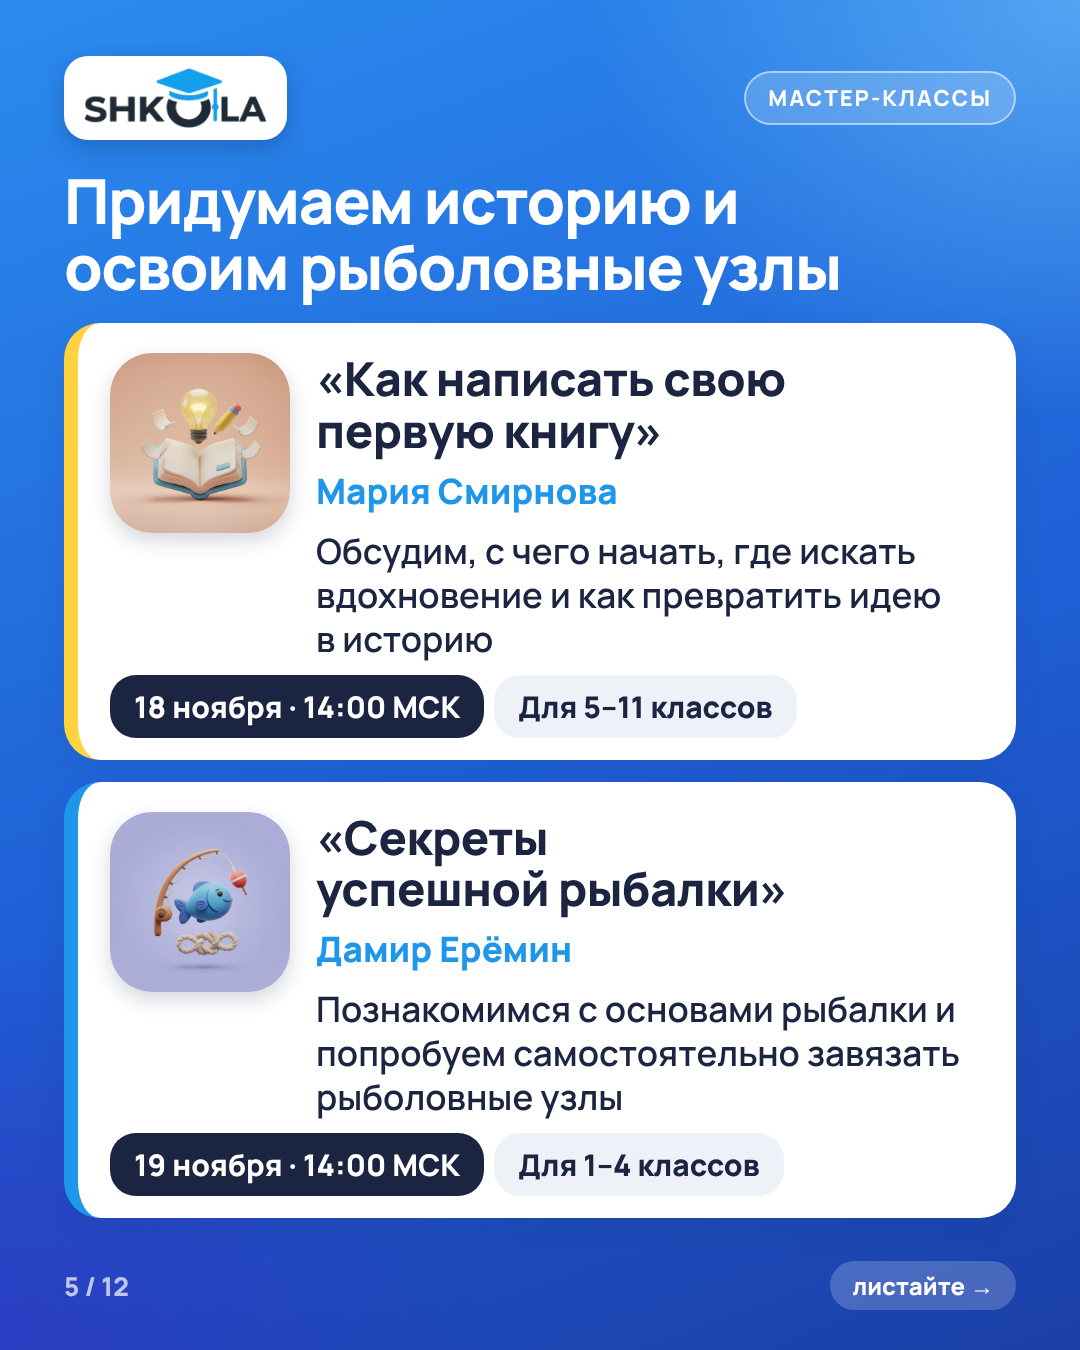 SHKOLA
МАСТЕР-КЛАССЫ
Придумаем историю и
освоим рыболовные узлы
«Как написать свою
первую книгу»
Мария Смирнова
Обсудим, с чего начать, где искать
вдохновение и как превратить идею
в историю
18 ноября · 14:00 МСК
Для 5–11 классов
«Секреты
успешной рыбалки»
Дамир Ерёмин
Познакомимся с основами рыбалки и
попробуем самостоятельно завязать
рыболовные узлы
19 ноября · 14:00 МСК
Для 1–4 классов
5 / 12
листайте →